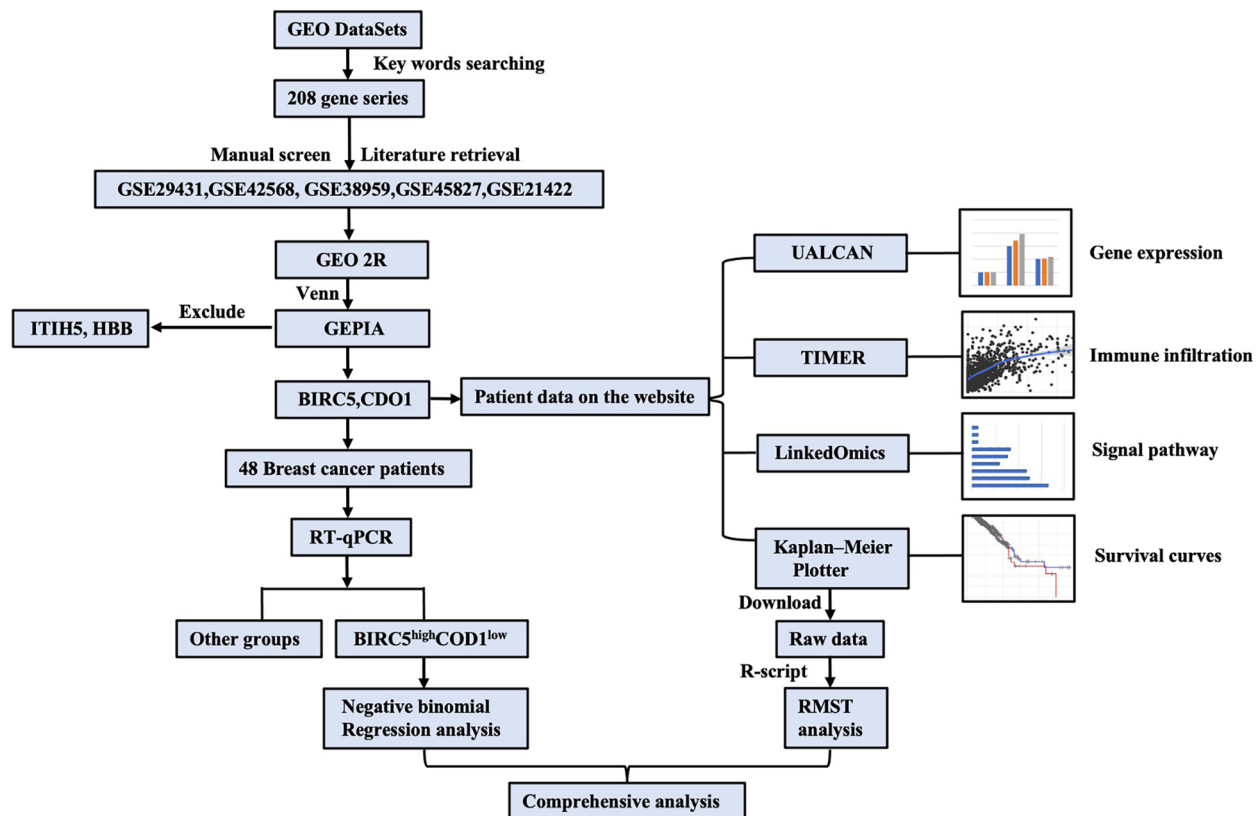 GEO DataSets
Key words searching
208 gene series
Manual screen
Literature retrieval
GSE29431,GSE42568, GSE38959,GSE45827,GSE21422
GEO 2R
Venn
GEPIA
Exclude
ITIH5, HBB
BIRC5,CDO1
Patient data on the website
48 Breast cancer patients
RT-qPCR
Other groups
BIRC5highCOD1low
Negative binomial
Regression analysis
UALCAN
Gene expression
TIMER
Immune infiltration
LinkedOmics
Signal pathway
Kaplan–Meier
Plotter
Survival curves
Download
Raw data
R-script
RMST
analysis
Comprehensive analysis